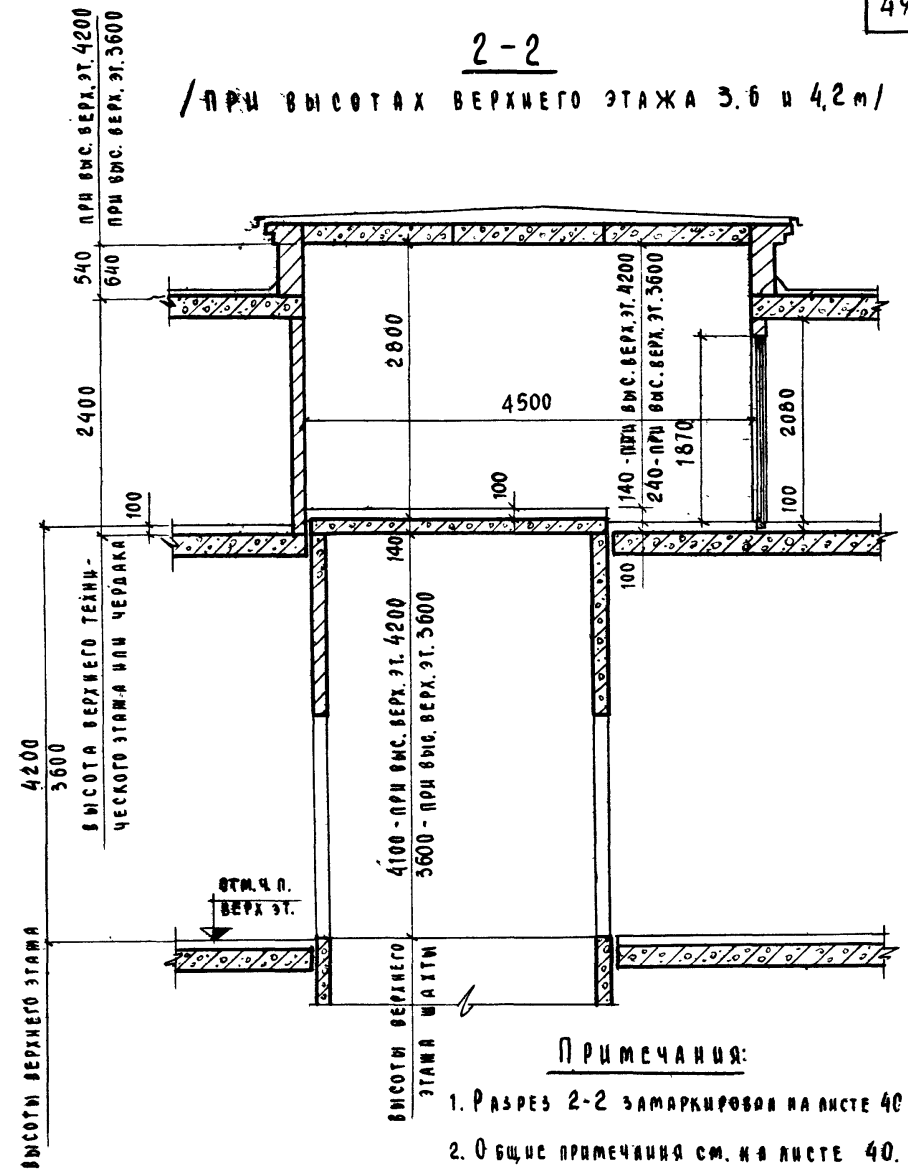 49
2-2
/ПРИ ВЫСОТАХ ВЕРХНЕГО ЭТАЖА 3.6 и 4,2м/
540 ПРИ ВЫС. ВЕРХ. ЭТ. 4200
640 ПРИ ВЫС. ВЕРХ. ЭТ. 3600
2400
100
2800
4500
100
140-ПРИ ВЫС. ВЕРХ. ЭТ. 4200
240-ПРИ ВЫС. ВЕРХ. ЭТ. 3600
1870
2080
100
100
140
4200
3600
ВЫСОТЫ ВЕРХНЕГО ЭТАЖА
ВЫСОТА ВЕРХНЕГО ТЕХНИ-
ЧЕСКОГО ЭТАЖА ИЛИ ЧЕРДАКА
4100-ПРИ ВЫС. ВЕРХ. ЭТ. 4200
3600-ПРИ ВЫС. ВЕРХ. ЭТ. 3600
ОТМ. Ч. П.
ВЕРХ ЭТ.
ВЫСОТЫ ВЕРХНЕГО
ЭТАЖА ШАХТЫ
ПРИМЕЧАНИЯ:
1. РАЗРЕЗ 2-2 ЗАМАРКИРОВАН НА ЛИСТЕ 40
2. ОБЩИЕ ПРИМЕЧАНИЯ СМ. НА ЛИСТЕ 40.